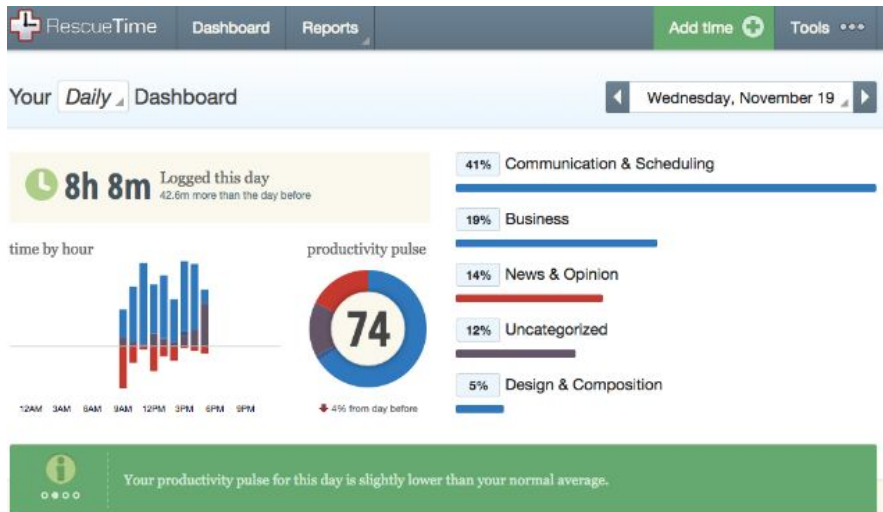 RescueTime Dashboard Reports Add time Tools
Your Daily Dashboard Wednesday, November 19
8h 8m Logged this day
42.6m more than the day before
time by hour
12AM 3AM 6AM 9AM 12PM 3PM 6PM 9PM
productivity pulse
74
4% from day before
41% Communication & Scheduling
19% Business
14% News & Opinion
12% Uncategorized
5% Design & Composition
Your productivity pulse for this day is slightly lower than your normal average.